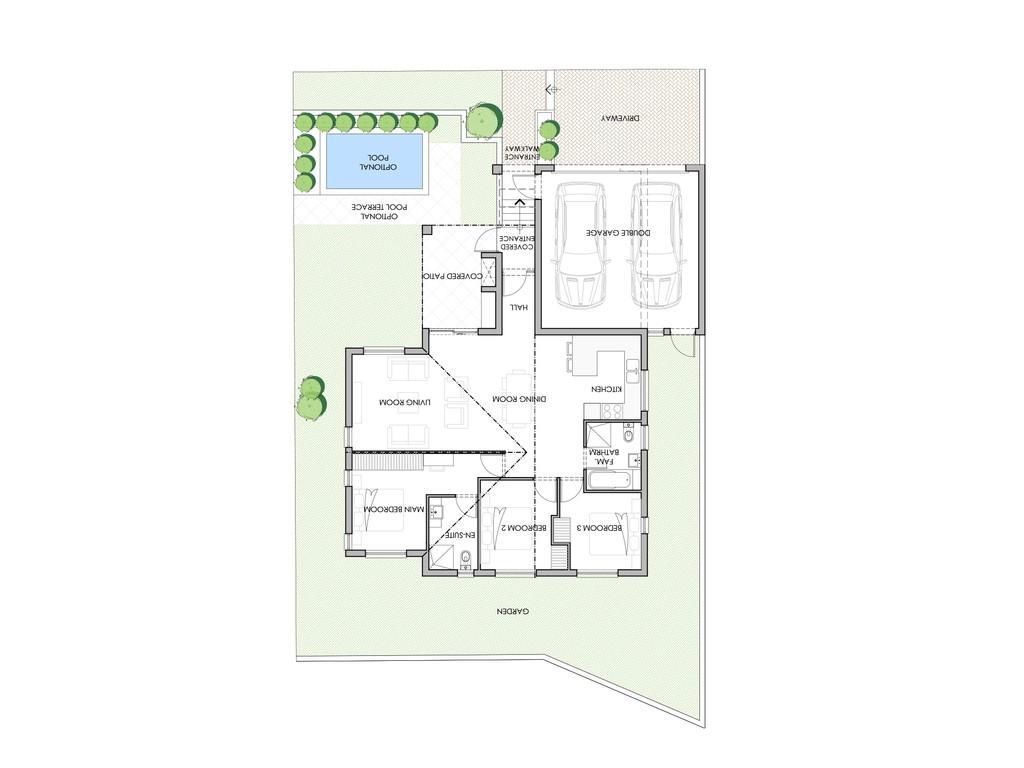 GARDEN
BEDROOM 3
BEDROOM 2
EN-SUITE
MAIN BEDROOM
FAM.
BATHRM
KITCHEN
DINING ROOM
LIVING ROOM
HALL
COVERED PATIO
COVERED
ENTRANCE
DOUBLE GARAGE
OPTIONAL
POOL TERRACE
OPTIONAL
POOL
ENTRANCE
WALKWAY
DRIVEWAY